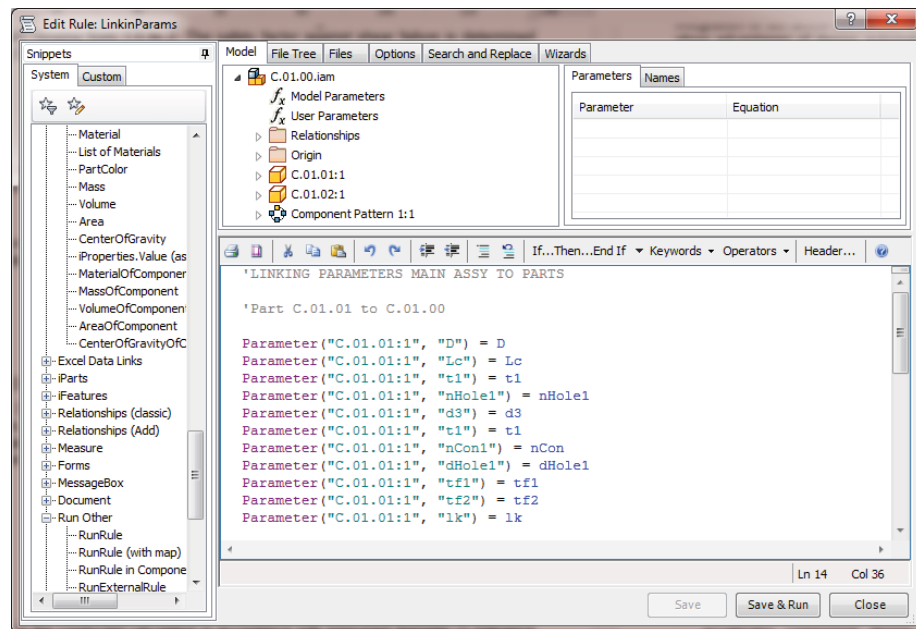 Edit Rule: LinkinParams
Snippets
System Custom
Material
List of Materials
PartColor
Mass
Volume
Area
CenterOfGravity
iProperties.Value (as
MaterialOfComponen
MassOfComponent
VolumeOfComponent
AreaOfComponent
CenterOfGravityOfC
Excel Data Links
iParts
iFeatures
Relationships (classic)
Relationships (Add)
Measure
Forms
MessageBox
Document
Run Other
RunRule
RunRule (with map)
RunRule in Compone
RunExternalRule
Model File Tree Files Options Search and Replace Wizards
C.01.00.iam
fx Model Parameters
fx User Parameters
Relationships
Origin
C.01.01:1
C.01.02:1
Component Pattern 1:1
Parameters Names
Parameter Equation
If...Then...End If Keywords Operators Header...
'LINKING PARAMETERS MAIN ASSY TO PARTS
'Part C.01.01 to C.01.00
Parameter("C.01.01:1", "D") = D
Parameter("C.01.01:1", "Lc") = Lc
Parameter("C.01.01:1", "t1") = t1
Parameter("C.01.01:1", "nHole1") = nHole1
Parameter("C.01.01:1", "d3") = d3
Parameter("C.01.01:1", "t1") = t1
Parameter("C.01.01:1", "nCon1") = nCon
Parameter("C.01.01:1", "dHole1") = dHole1
Parameter("C.01.01:1", "tf1") = tf1
Parameter("C.01.01:1", "tf2") = tf2
Parameter("C.01.01:1", "lk") = lk
Ln 14 Col 36
Save Save & Run Close